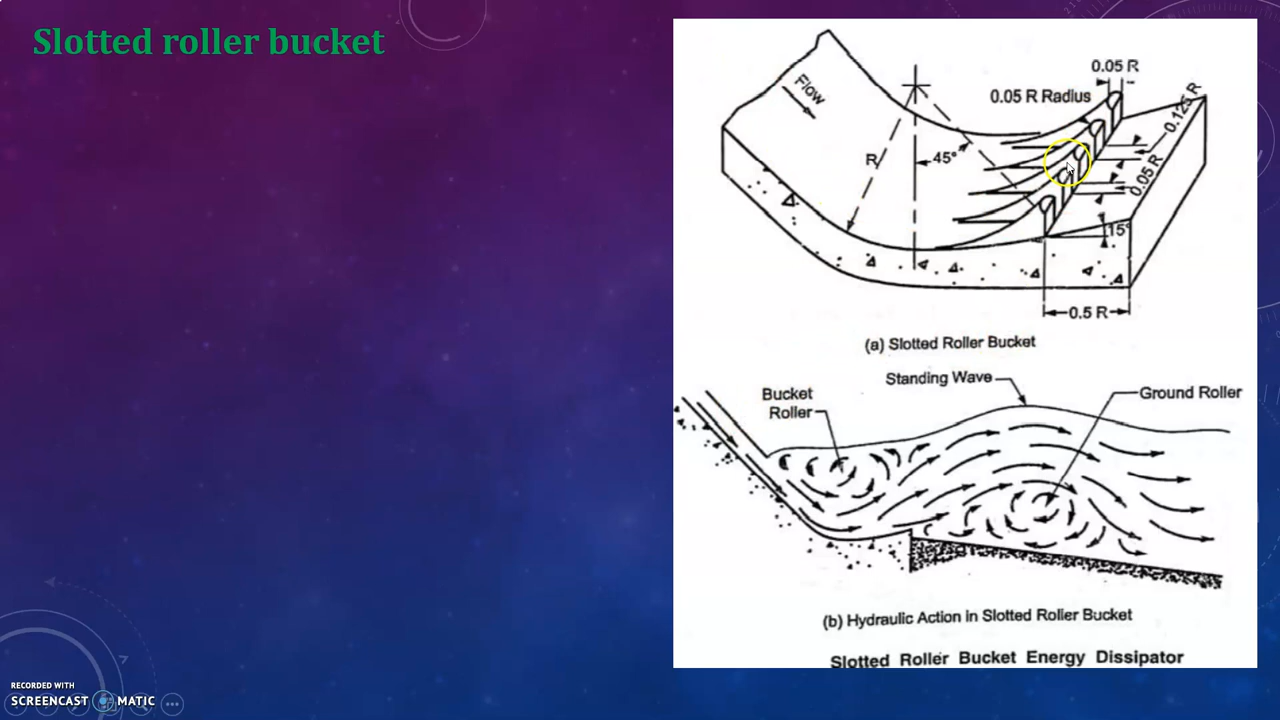 Slotted roller bucket
0.05 R
0.05 R Radius
Flow
0.125 R
R
45°
0.05 R
15°
0.5 R
(a) Slotted Roller Bucket
Standing Wave
Bucket
Roller
Ground Roller
(b) Hydraulic Action in Slotted Roller Bucket
Slotted Roller Bucket Energy Dissipator
RECORDED WITH
SCREENCAST MATIC